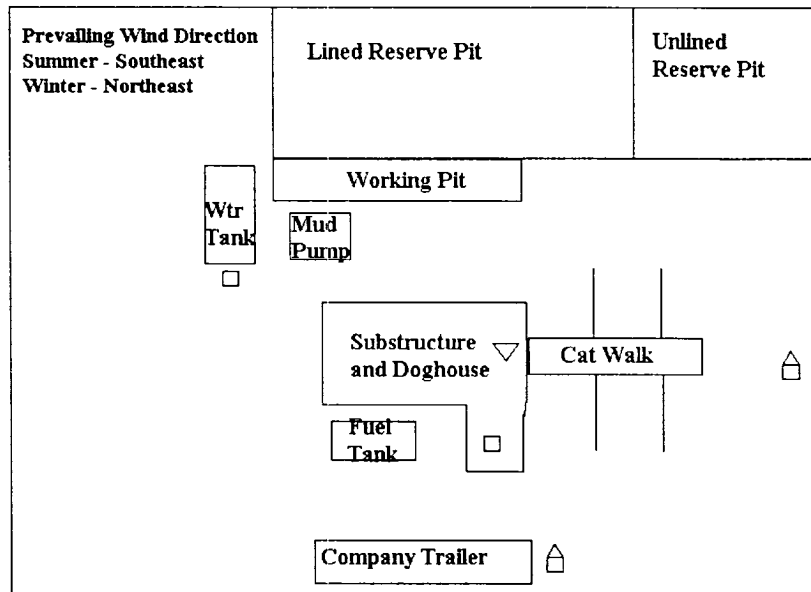 Prevailing Wind Direction
Summer - Southeast
Winter - Northeast
Lined Reserve Pit
Unlined
Reserve Pit
Working Pit
Wtr
Tank
Mud
Pump
Substructure
and Doghouse
Cat Walk
Fuel
Tank
Company Trailer